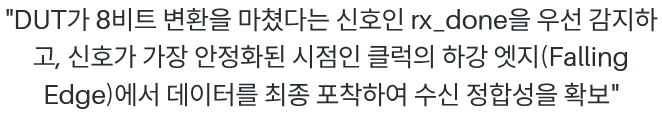 "DUT가 8비트 변환을 마쳤다는 신호인 rx_done을 우선 감지하
고, 신호가 가장 안정화된 시점인 클럭의 하강 엣지(Falling
Edge)에서 데이터를 최종 포착하여 수신 정합성을 확보"